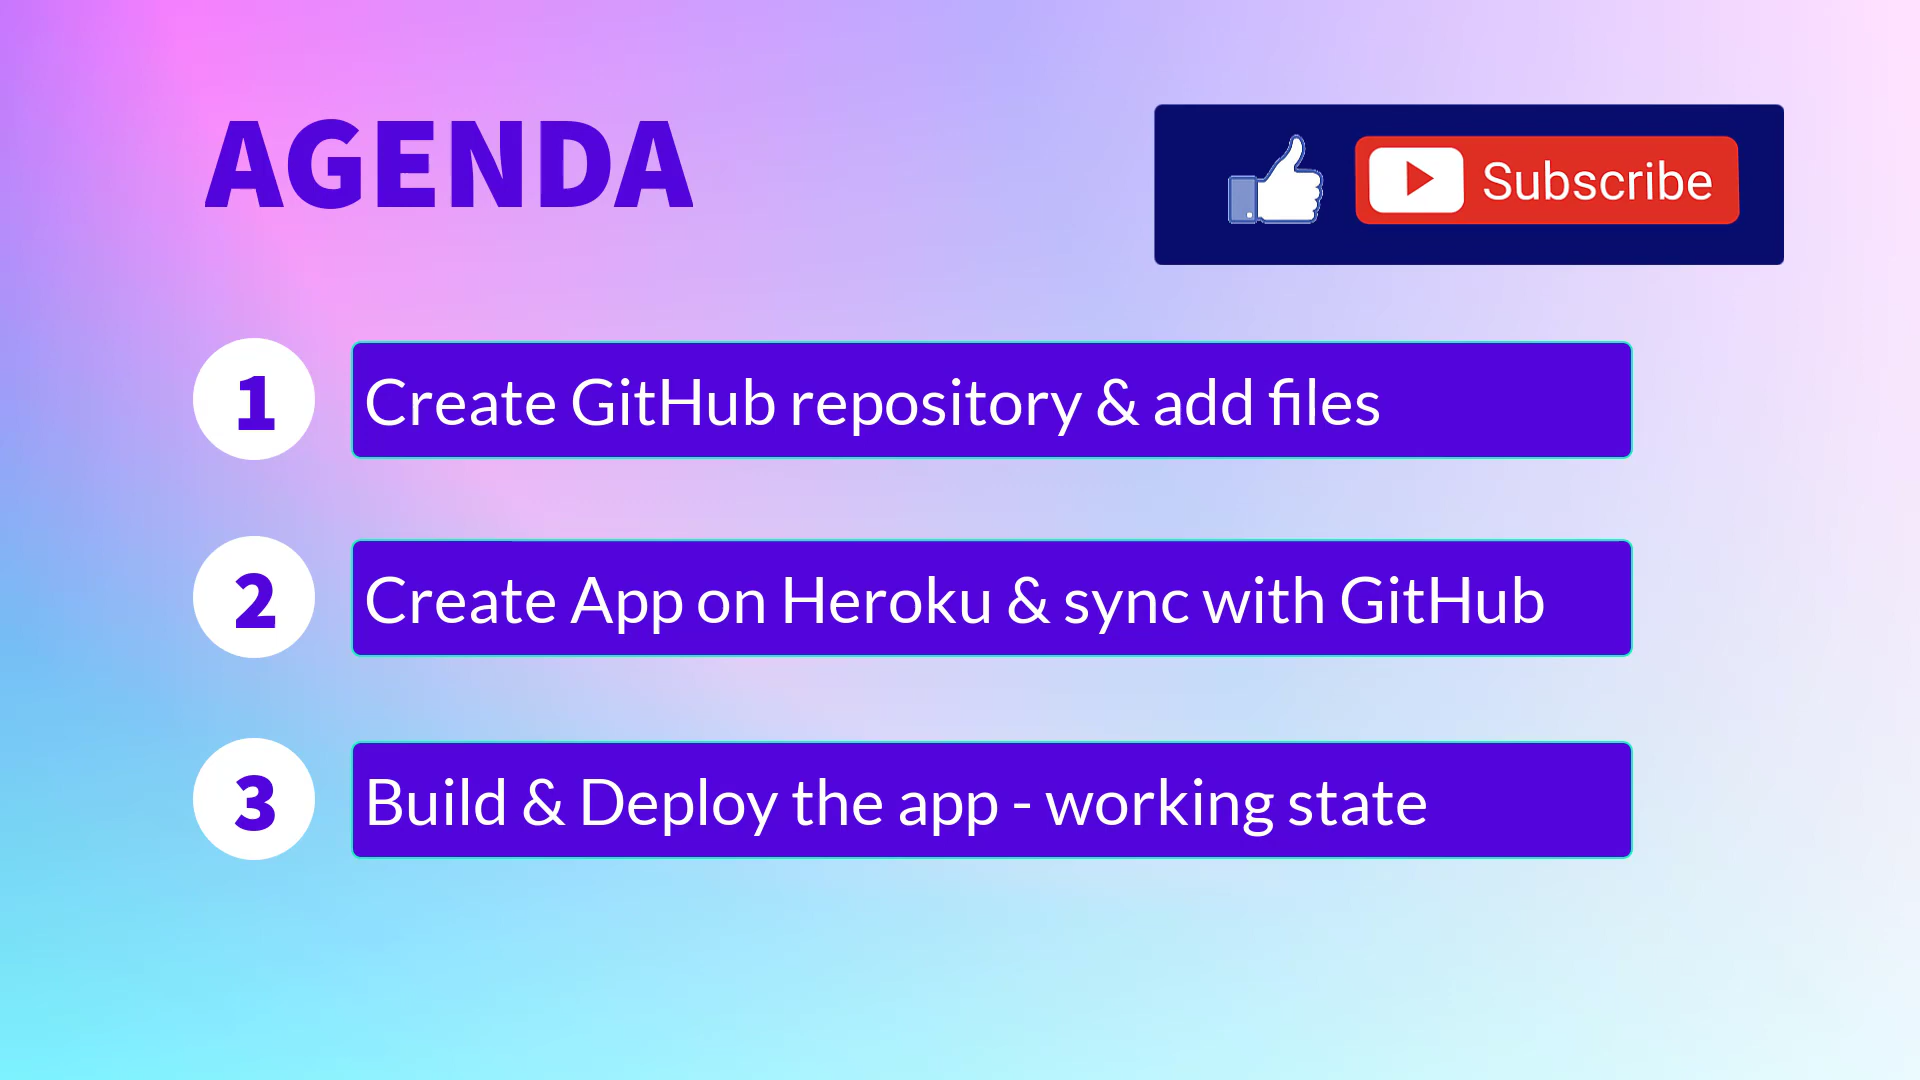 AGENDA
Subscribe
1 Create GitHub repository & add files
2 Create App on Heroku & sync with GitHub
3 Build & Deploy the app - working state